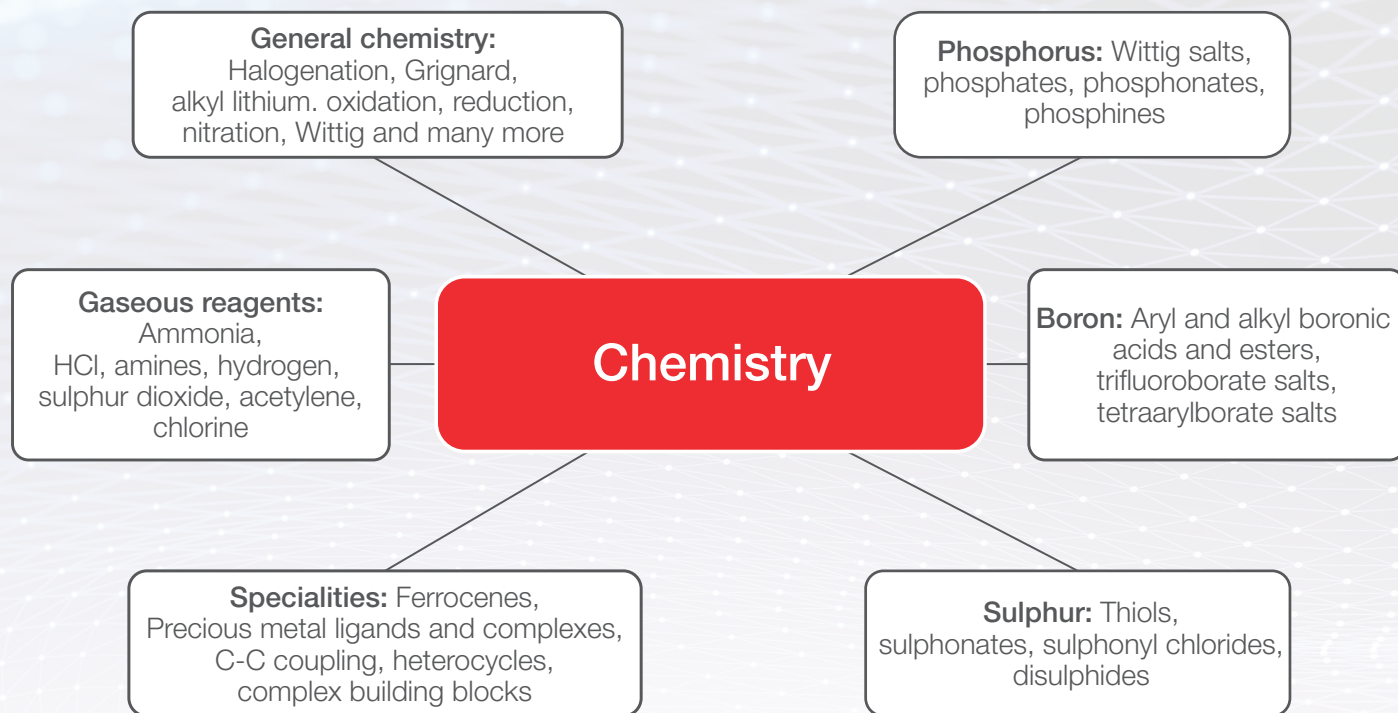 General chemistry:
Halogenation, Grignard,
alkyl lithium. oxidation, reduction,
nitration, Wittig and many more
Phosphorus: Wittig salts,
phosphates, phosphonates,
phosphines
Gaseous reagents:
Ammonia,
HCl, amines, hydrogen,
sulphur dioxide, acetylene,
chlorine
Chemistry
Boron: Aryl and alkyl boronic
acids and esters,
trifluoroborate salts,
tetraarylborate salts
Specialities: Ferrocenes,
Precious metal ligands and complexes,
C-C coupling, heterocycles,
complex building blocks
Sulphur: Thiols,
sulphonates, sulphonyl chlorides,
disulphides